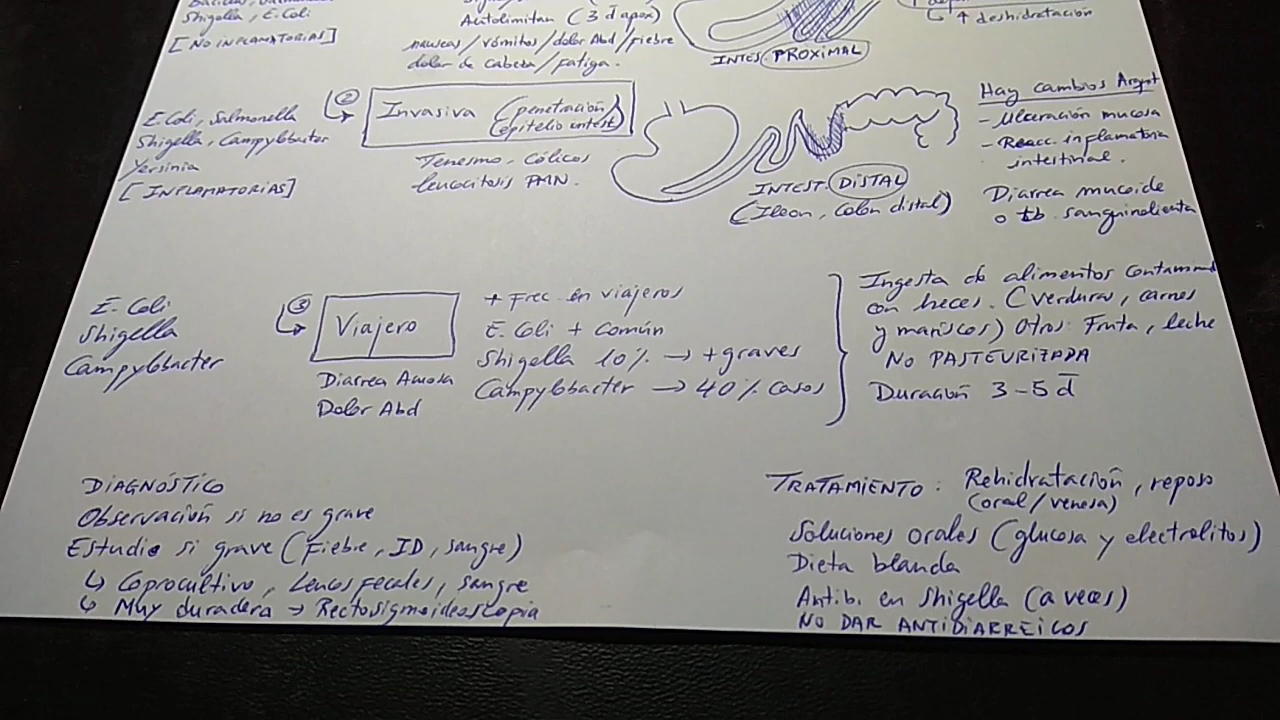 Shigella, E. Coli
[NO INFLAMATORIAS]
Autolimitan (3 d apox)
nauseas/vómitos/dolor Abd/fiebre
dolor de cabeza/fatiga.
INTES. PROXIMAL
↳ ↑ deshidratación
E. Coli, Salmonella
Shigella, Campylobacter
Yersinia
[INFLAMATORIAS]
②
Invasiva (penetración
epitelio intest)
Tenesmo, Cólicos
leucocitosis PMN.
INTEST. DISTAL
(Ileon, Colon distal)
Hay cambios
- Ulceración mucosa
- Reacc. inflamatoria
intestinal.
Diarrea mucoide
o tb sanguinolienta
E. Coli
Shigella
Campylobacter
③
Viajero
Diarrea Acuosa
Dolor Abd
+ Frec. en viajeros
E. Coli + Común
Shigella 10% → + graves
Campylobacter → 40% casos
Ingesta de alimentos
con heces. (verduras, carnes
y mariscos) Otros: Fruta, leche
NO PASTEURIZADA
Duración 3-5 d
DIAGNÓSTICO
Observación si no es grave
Estudio si grave (Fiebre, ID, sangre)
↳ Coprocultivo, Leucos Fecales, sangre
↳ Muy duradera → Rectosigmoideoscopia
TRATAMIENTO: Rehidratación, reposo
(oral/venosa)
Soluciones orales (glucosa y electrolitos)
Dieta blanda
Antib. en Shigella (a veces)
NO DAR ANTIDIARREICOS